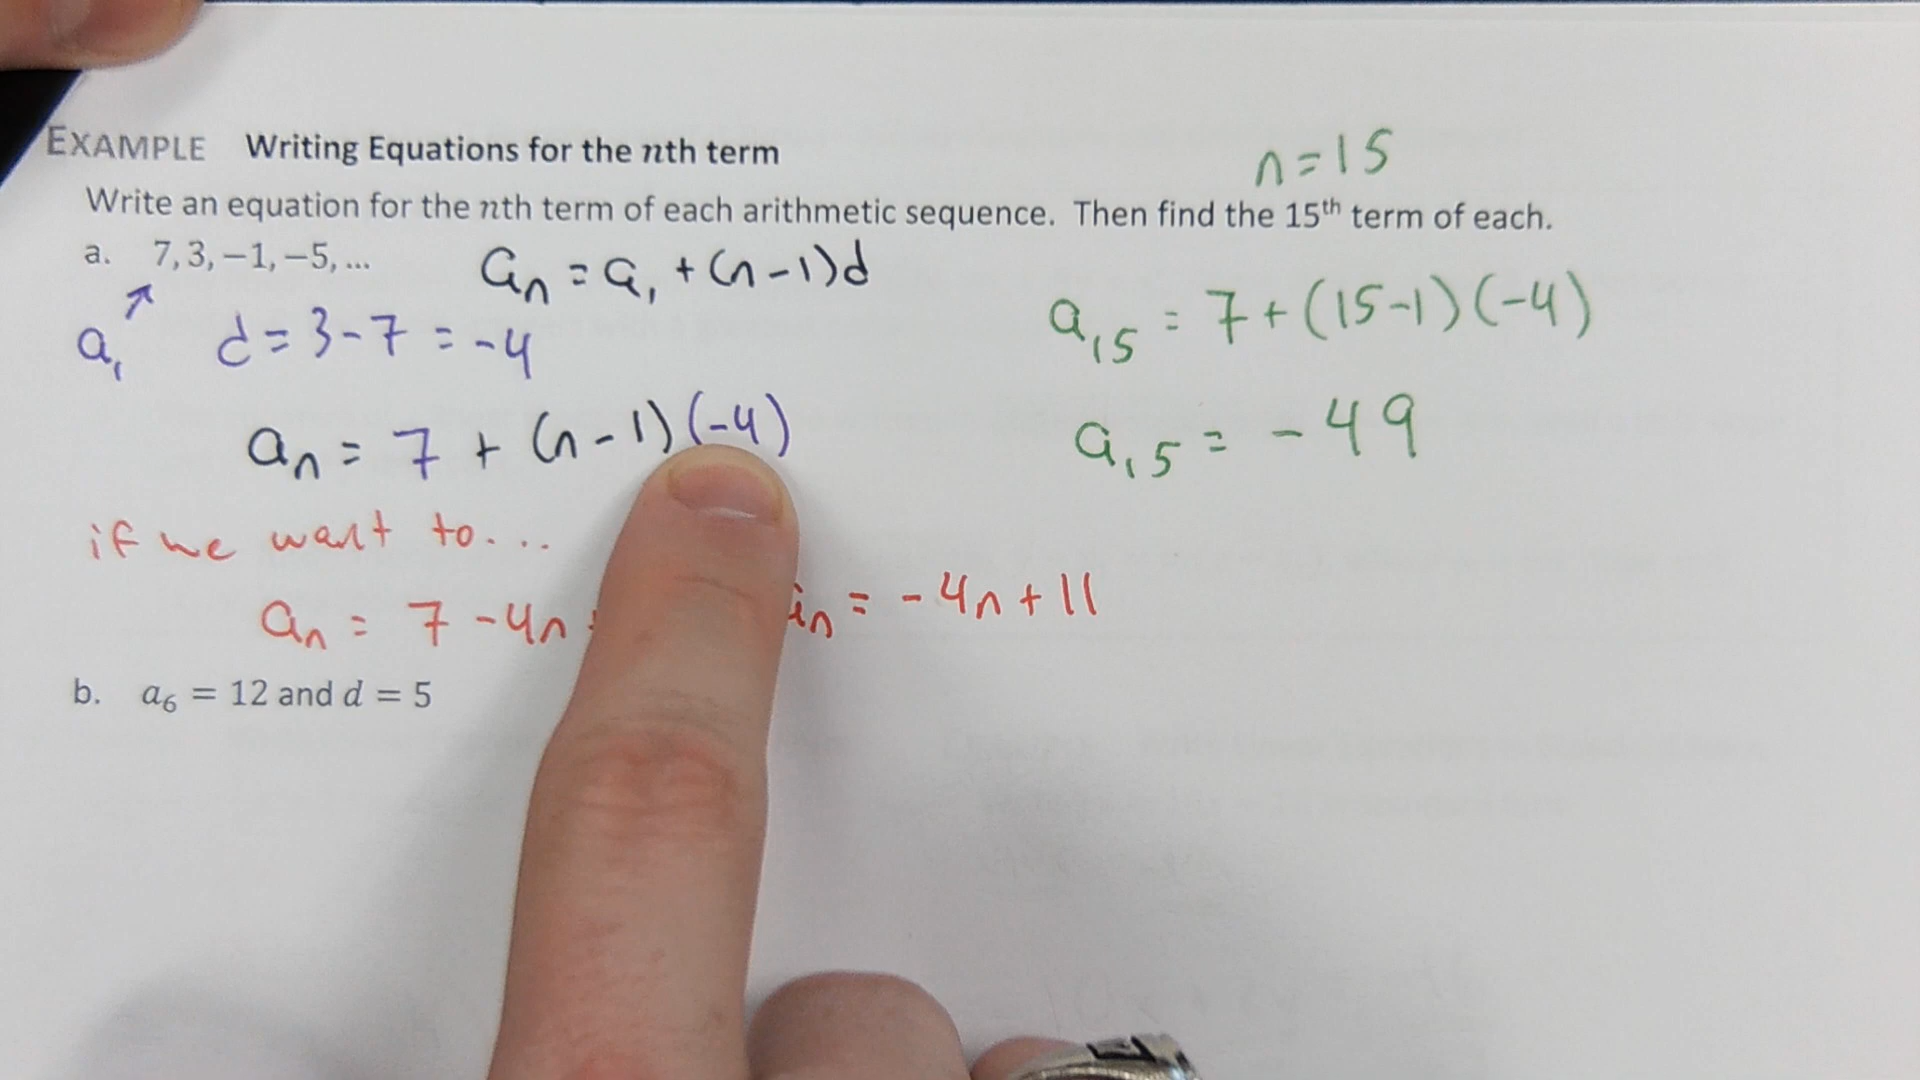 EXAMPLE Writing Equations for the nth term
n = 15
Write an equation for the nth term of each arithmetic sequence. Then find the 15th term of each.
a. 7, 3, −1, −5, ...
aₙ = a₁ + (n − 1)d
a₁
d = 3 - 7 = -4
a₁₅ = 7 + (15 - 1)(-4)
aₙ = 7 + (n - 1)(-4)
a₁₅ = -49
if we want to...
aₙ = 7 - 4n
ₙ = -4n + 11
b. a₆ = 12 and d = 5